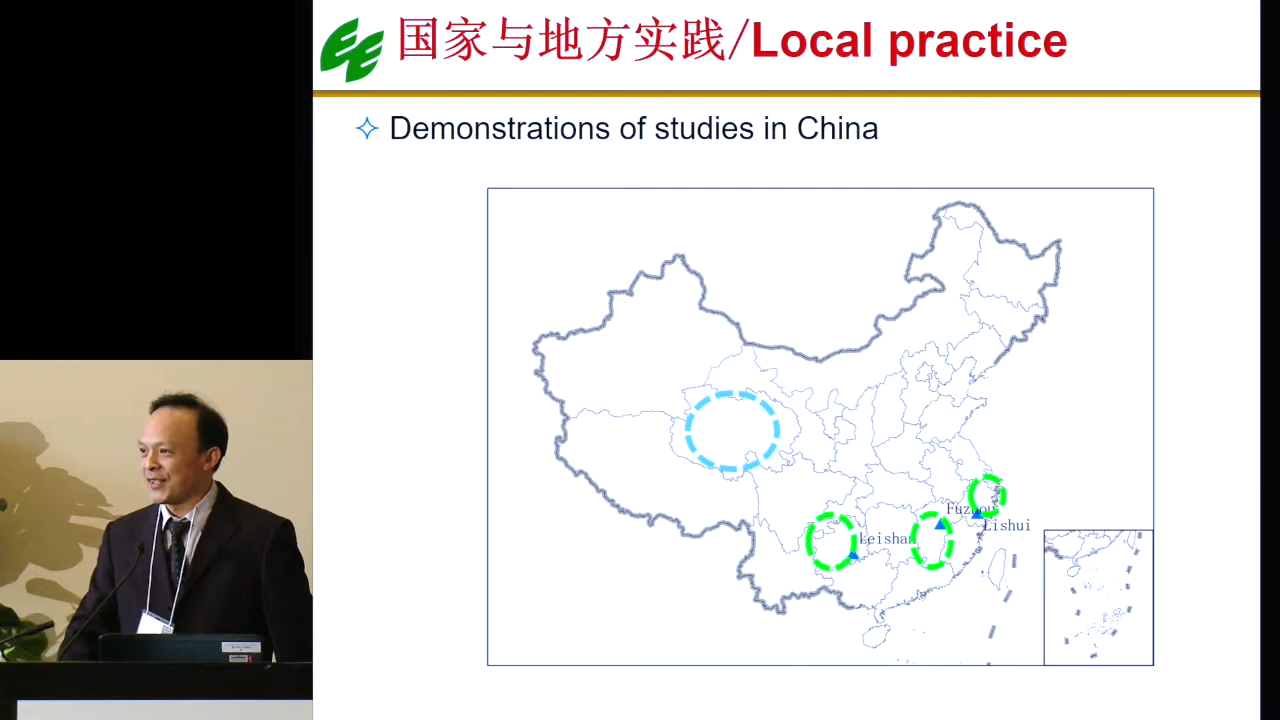 国家与地方实践/Local practice
Demonstrations of studies in China
Fuzhou
Lishui
Leishan